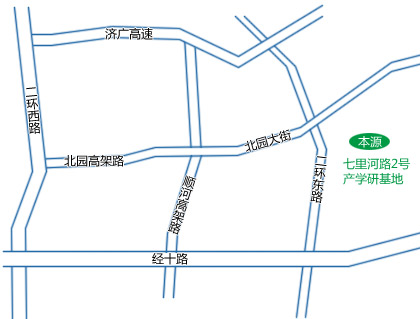 济广高速
二环西路
北园大街
本源
北园高架路
七里河路2号
产学研基地
二环东路
顺河高架路
经十路